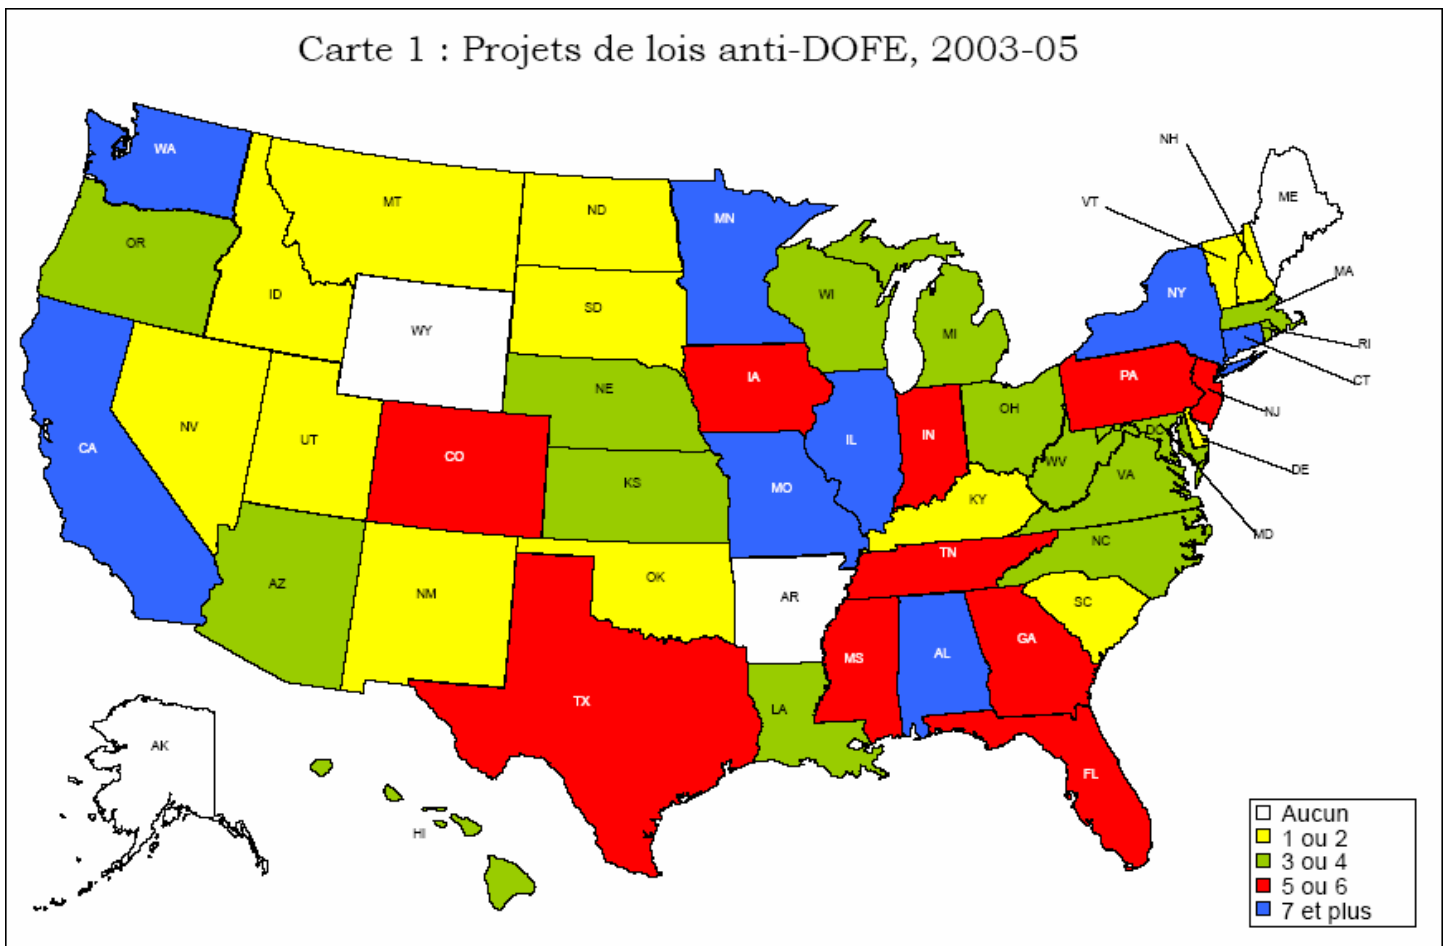 Carte 1 : Projets de lois anti-DOFE, 2003-05
NH
WA
ME
MT
VT
ND
MN
OR
MA
NY
WI
ID
SD
WY
MI
RI
PA
IA
CT
NE
OH
NJ
NV
IN
DC
UT
IL
CA
CO
WV
DE
VA
KS
MO
KY
MD
NC
TN
OK
AZ
NM
AR
SC
GA
AL
MS
TX
LA
AK
FL
HI
Aucun
1 ou 2
3 ou 4
5 ou 6
7 et plus